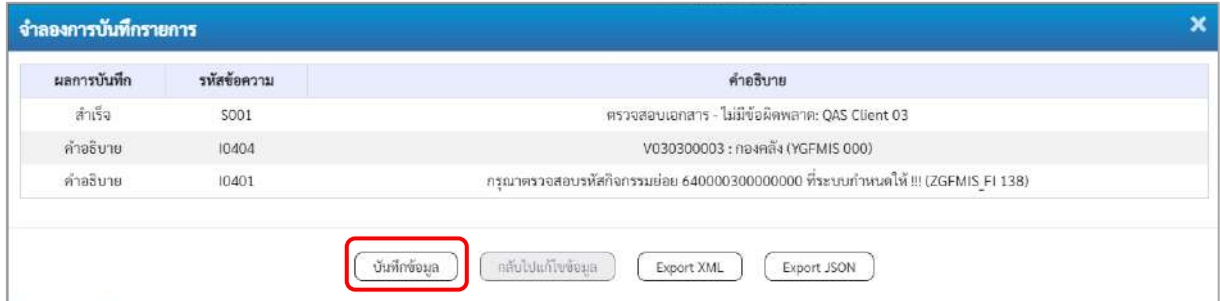 จำลองการบันทึกรายการ
ผลการบันทึก รหัสข้อความ คำอธิบาย
สำเร็จ S001 ตรวจสอบเอกสาร - ไม่มีข้อผิดพลาด: QAS Client 03
คำอธิบาย I0404 V030300003 : กองคลัง (YGFMIS 000)
คำอธิบาย I0401 กรุณาตรวจสอบรหัสกิจกรรมย่อย 640000300000000 ที่ระบบกำหนดให้ !!! (ZGFMIS_FI 138)
บันทึกข้อมูล กลับไปแก้ไขข้อมูล Export XML Export JSON